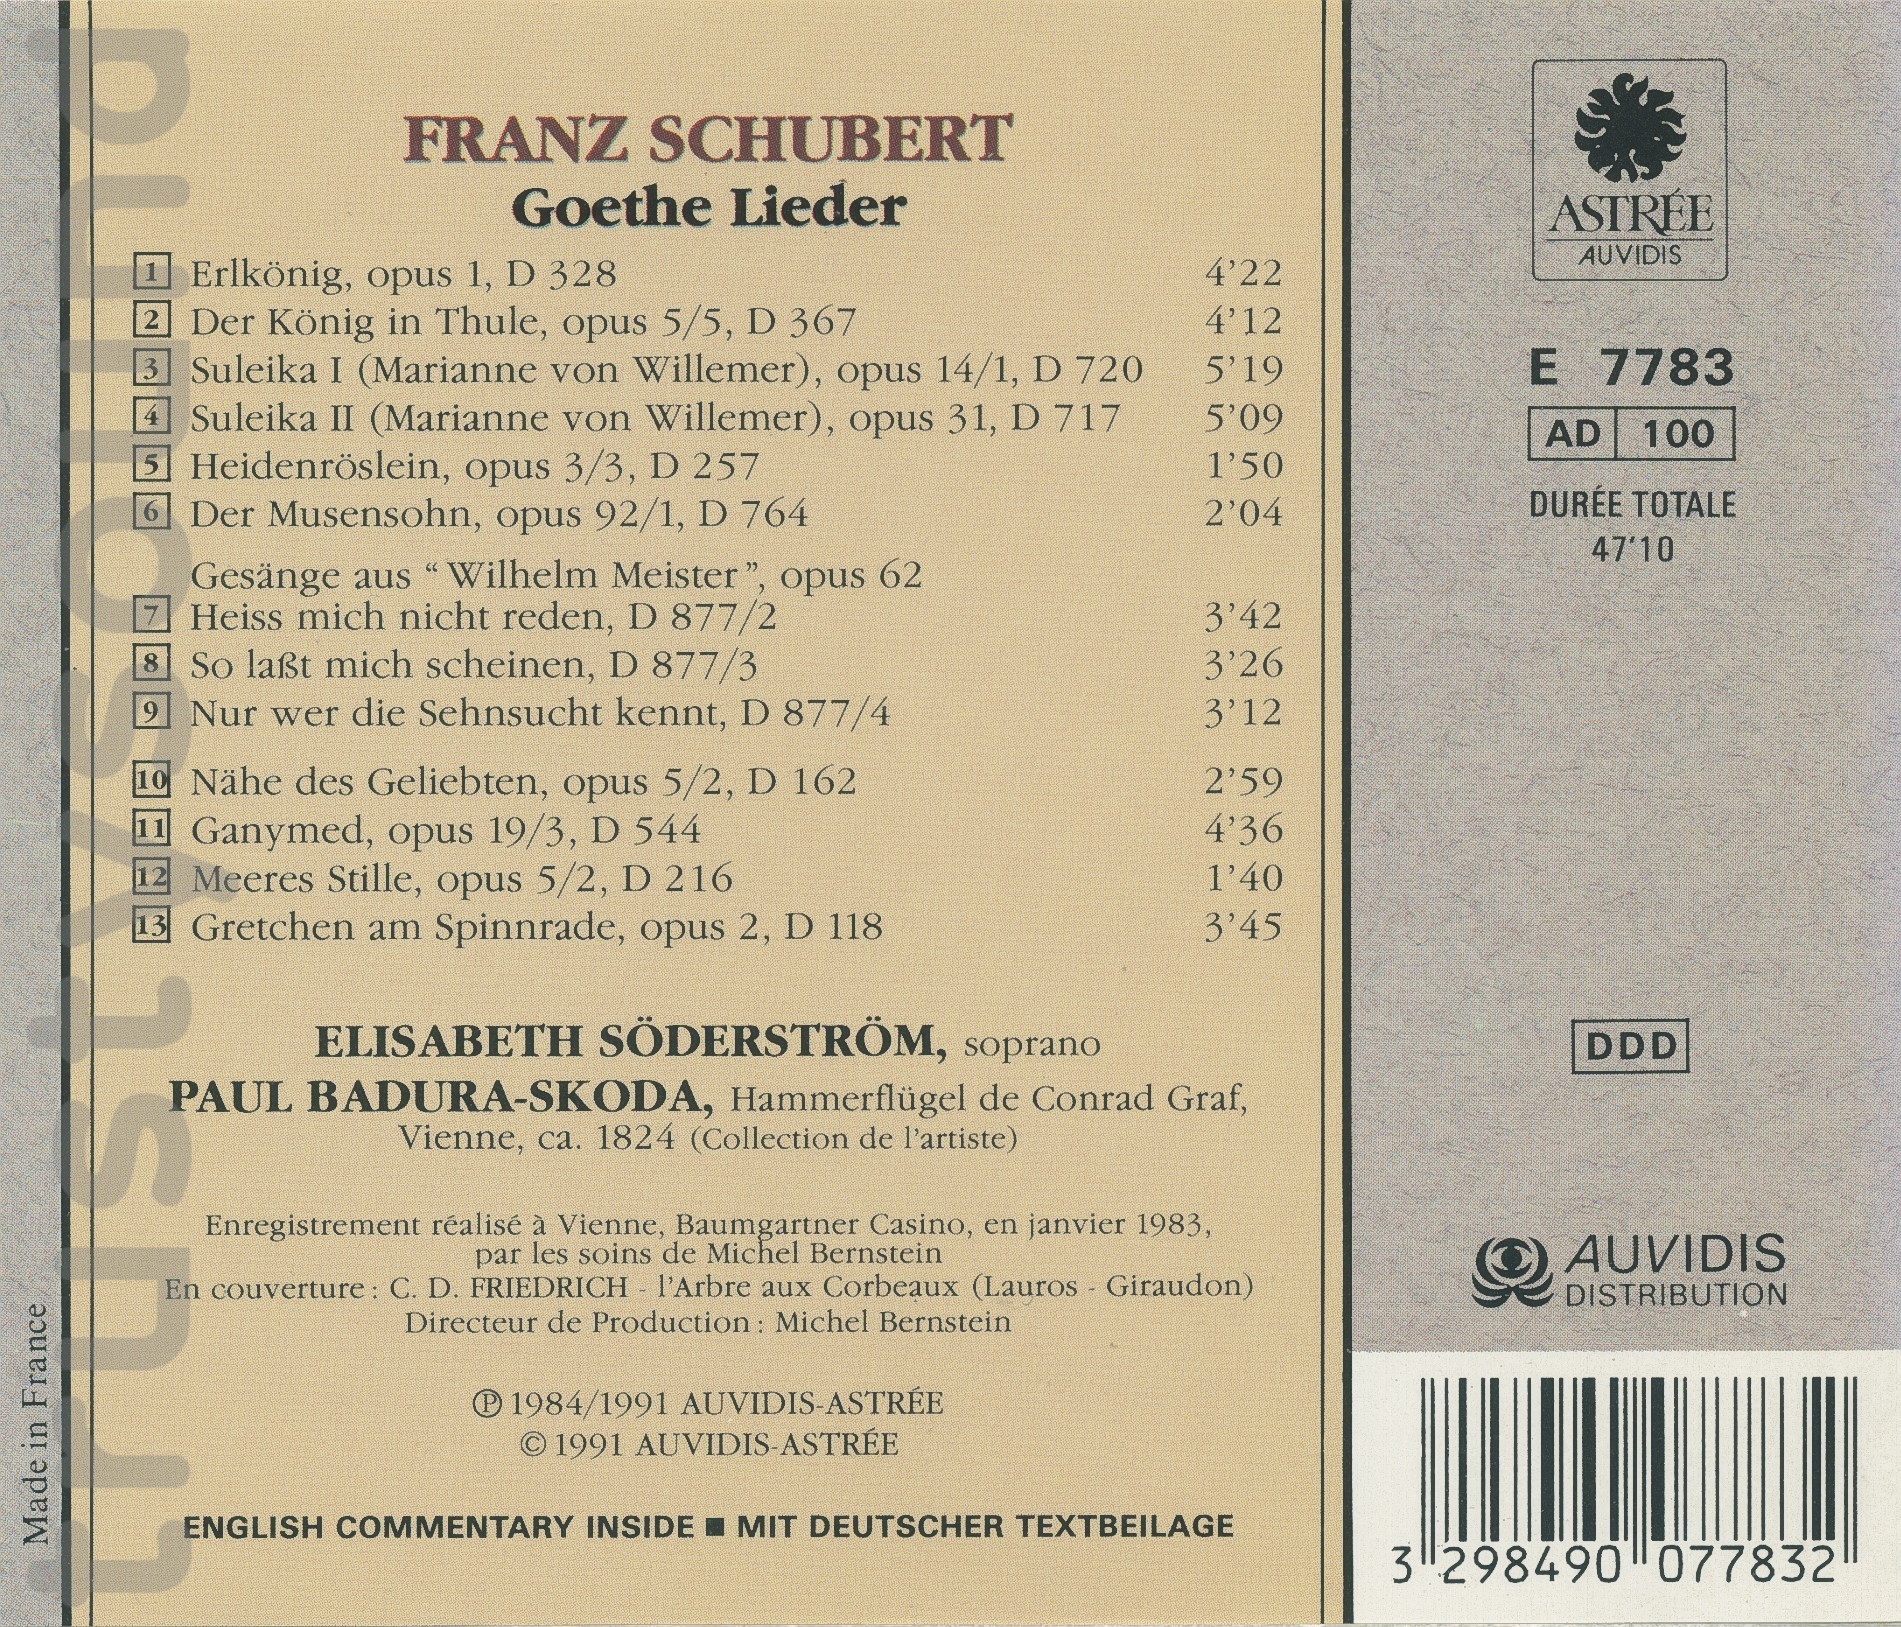 FRANZ SCHUBERT
Goethe Lieder
1 Erlkönig, opus 1, D 328 4’22
2 Der König in Thule, opus 5/5, D 367 4’12
3 Suleika I (Marianne von Willemer), opus 14/1, D 720 5’19
4 Suleika II (Marianne von Willemer), opus 31, D 717 5’09
5 Heidenröslein, opus 3/3, D 257 1’50
6 Der Musensohn, opus 92/1, D 764 2’04
Gesänge aus “Wilhelm Meister”, opus 62
7 Heiss mich nicht reden, D 877/2 3’42
8 So laßt mich scheinen, D 877/3 3’26
9 Nur wer die Sehnsucht kennt, D 877/4 3’12
10 Nähe des Geliebten, opus 5/2, D 162 2’59
11 Ganymed, opus 19/3, D 544 4’36
12 Meeres Stille, opus 5/2, D 216 1’40
13 Gretchen am Spinnrade, opus 2, D 118 3’45
ELISABETH SÖDERSTRÖM, soprano
PAUL BADURA-SKODA, Hammerflügel de Conrad Graf,
Vienne, ca. 1824 (Collection de l’artiste)
Enregistrement réalisé à Vienne, Baumgartner Casino, en janvier 1983,
par les soins de Michel Bernstein
En couverture : C. D. FRIEDRICH - l’Arbre aux Corbeaux (Lauros - Giraudon)
Directeur de Production : Michel Bernstein
℗ 1984/1991 AUVIDIS-ASTRÉE
© 1991 AUVIDIS-ASTRÉE
ENGLISH COMMENTARY INSIDE ■ MIT DEUTSCHER TEXTBEILAGE
Made in France
trustysound
ASTRÉE
AUVIDIS
E 7783
AD 100
DURÉE TOTALE
47’10
DDD
AUVIDIS
DISTRIBUTION
3 298490 077832